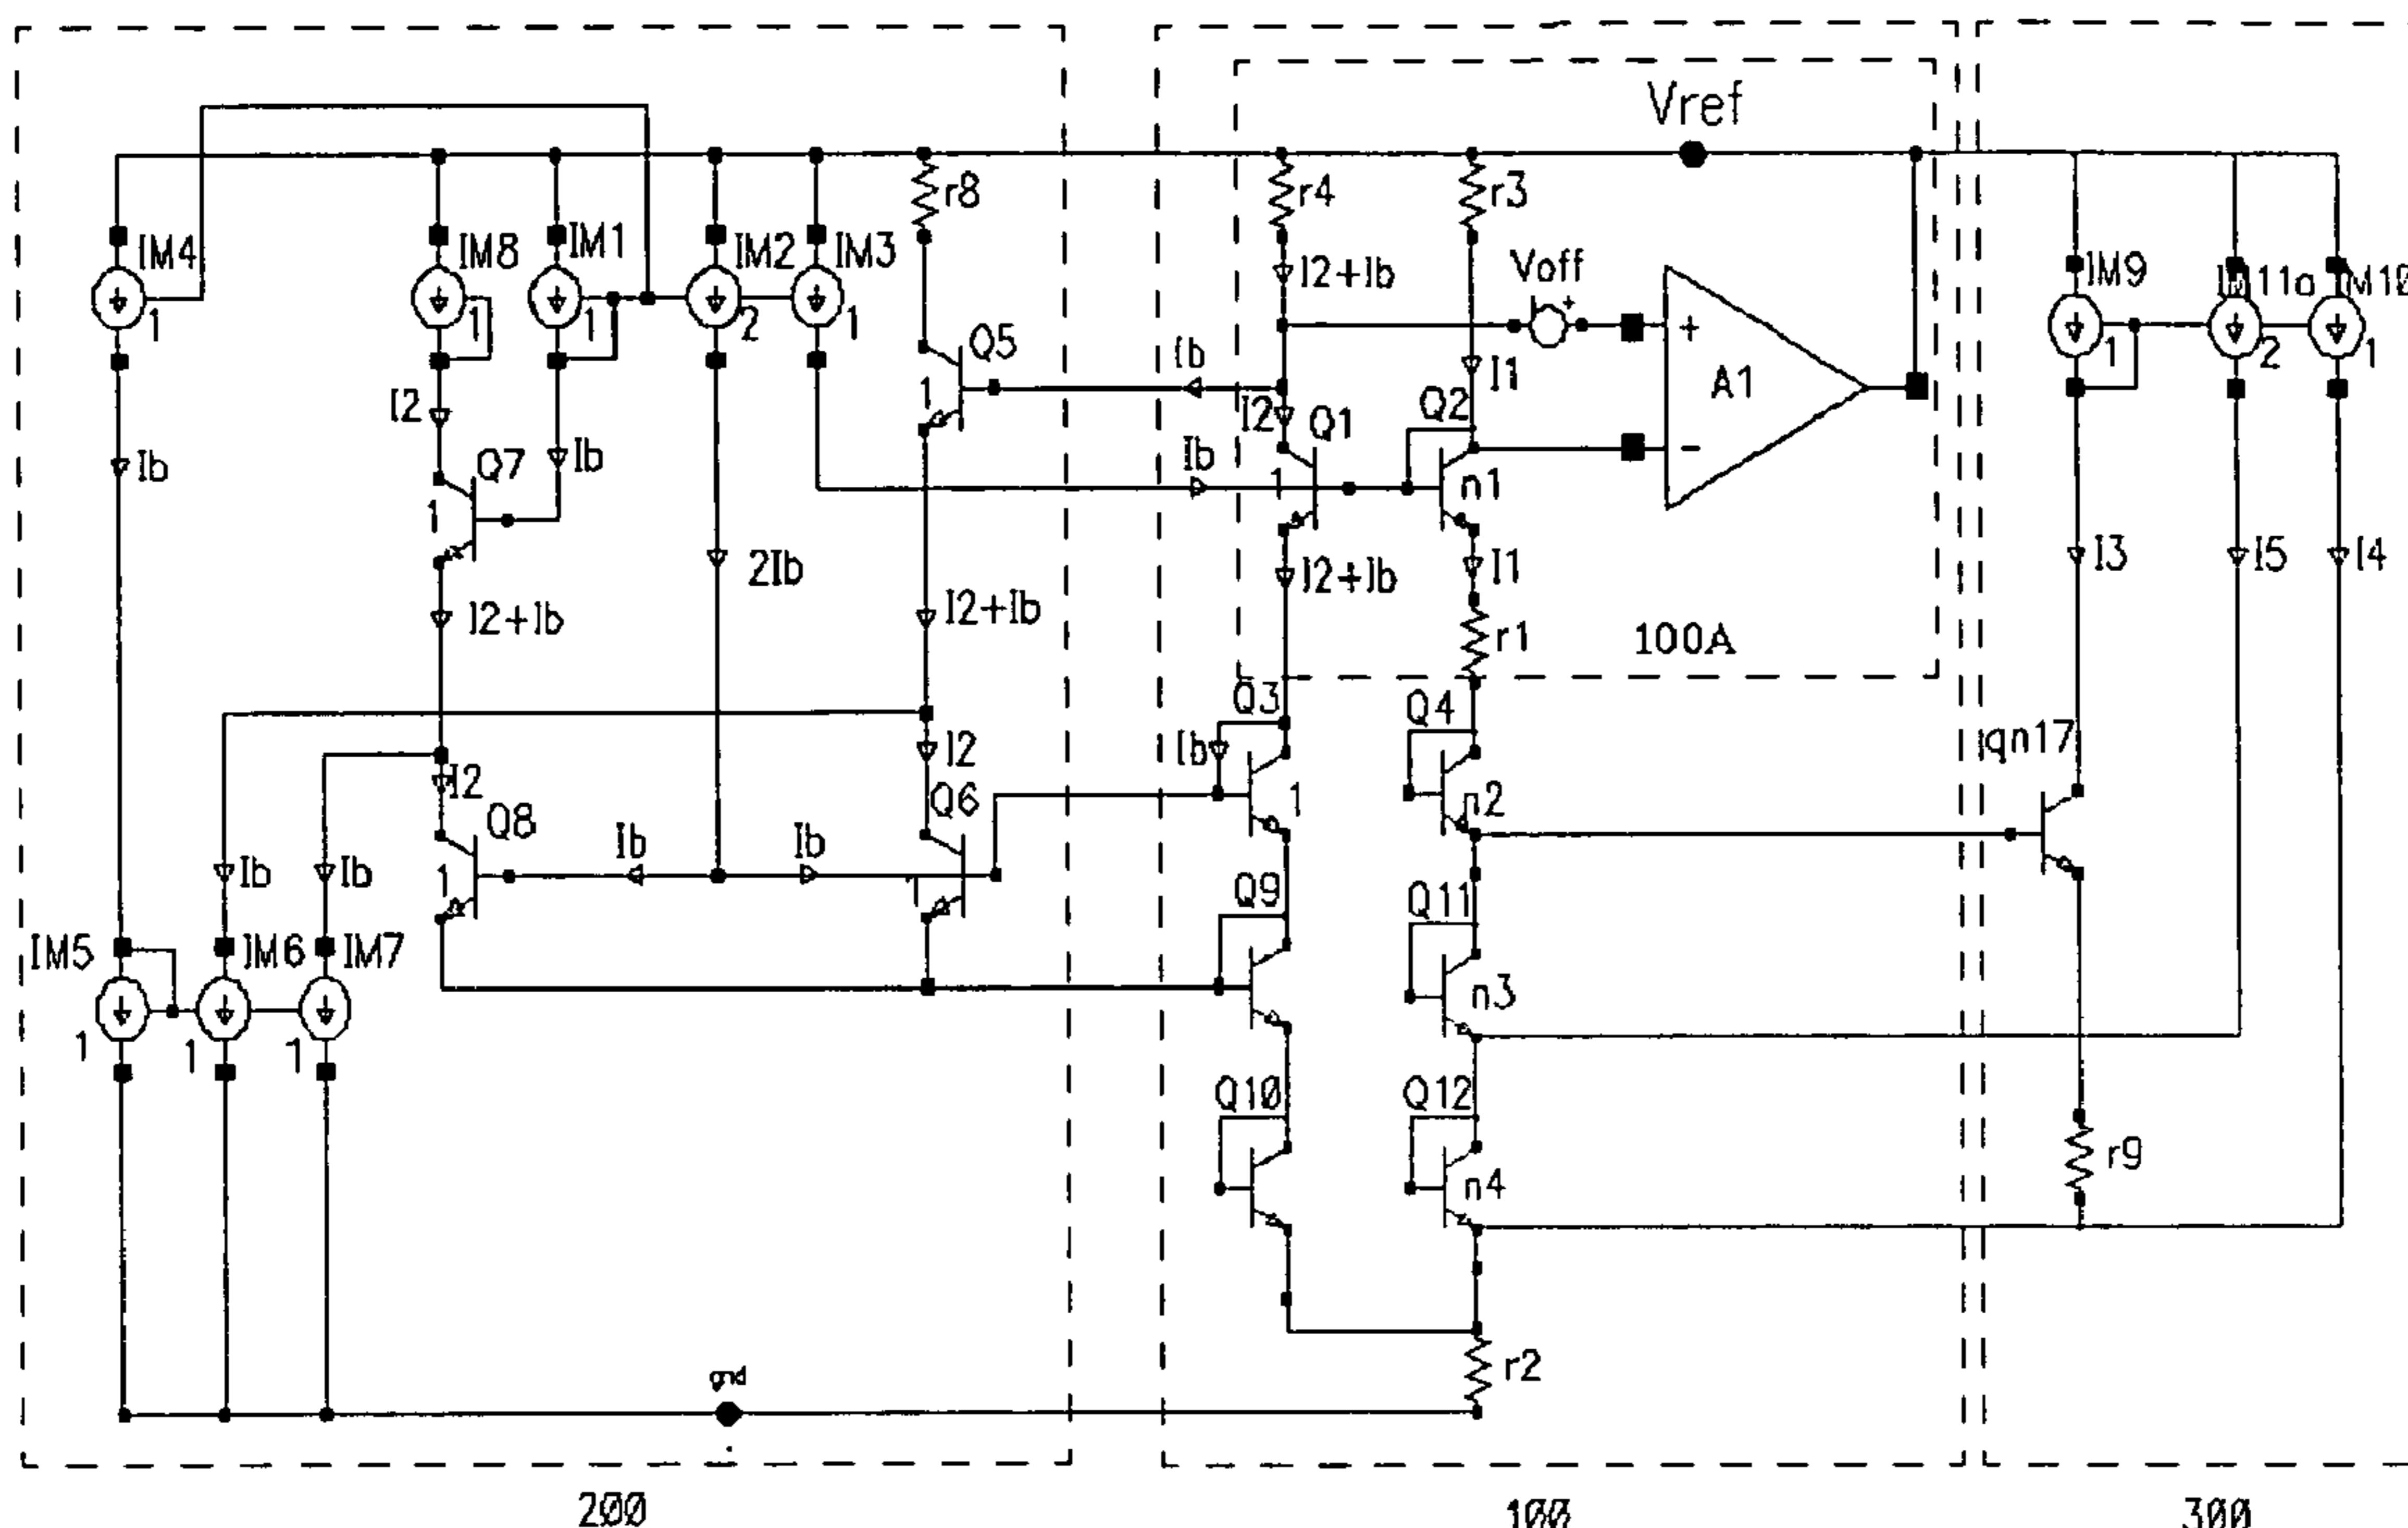 Vref
r8
r4
r3
IM4
1
IM8
1
IM1
1
IM2
2
IM3
1
I2+Ib
Voff
+
+
A1
-
IM9
1
2
1
Q5
1
Ib
I1
I2
Q1
Q2
1
n1
I2
Ib
Q7
1
Ib
Ib
2Ib
I2+Ib
I2+Ib
I2+Ib
I1
r1
100A
I3
I5
I4
Q3
Q4
qn17
I2
Ib
I2
1
n2
Q8
1
Q6
1
Ib
Ib
Ib
Ib
Q9
Q11
IM5
1
IM6
1
IM7
1
n3
Q10
Q12
n4
r9
gnd
r2
200
100
300